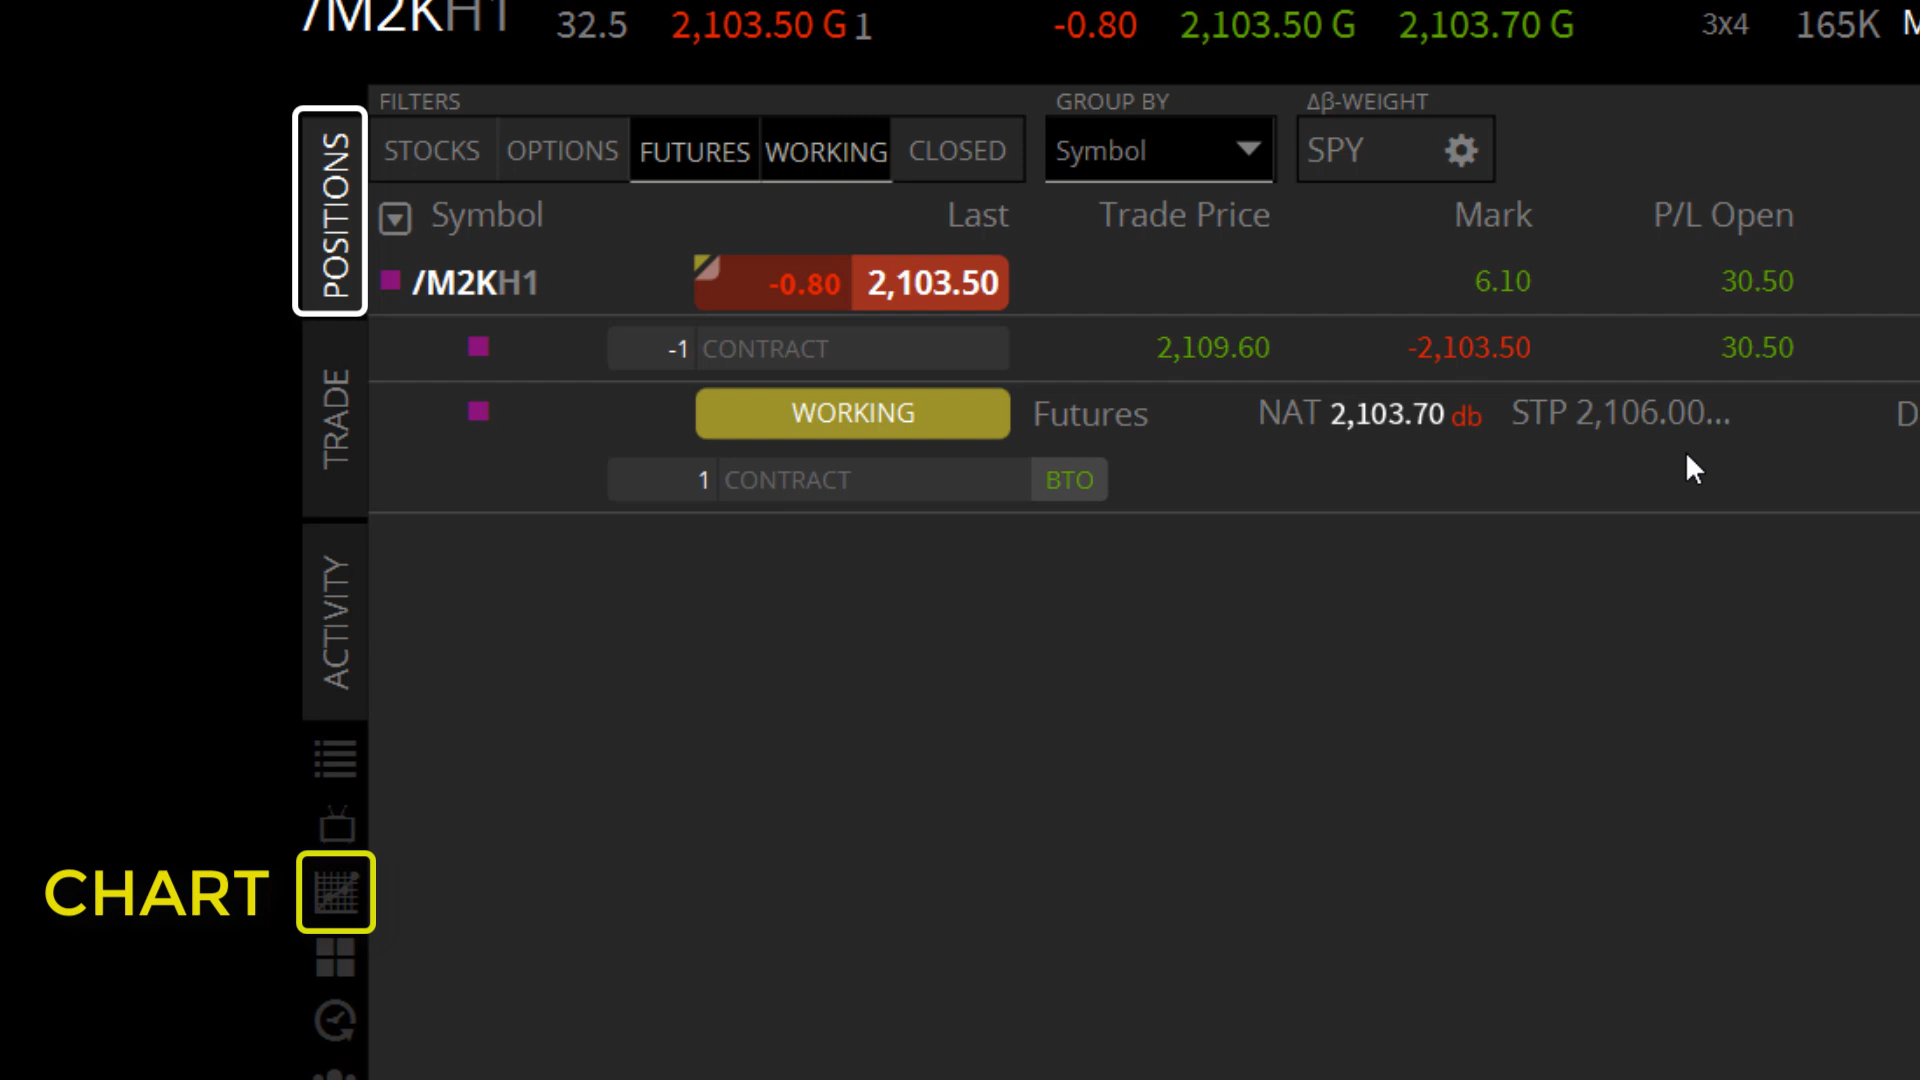 /M2KH1 32.5 2,103.50 G 1 -0.80 2,103.50 G 2,103.70 G 3x4 165K M
FILTERS GROUP BY Δβ-WEIGHT
POSITIONS
STOCKS OPTIONS FUTURES WORKING CLOSED Symbol SPY
Symbol Last Trade Price Mark P/L Open
/M2KH1 -0.80 2,103.50 6.10 30.50
-1 CONTRACT 2,109.60 -2,103.50 30.50
TRADE
WORKING Futures NAT 2,103.70 db STP 2,106.00... D
1 CONTRACT BTO
ACTIVITY
CHART